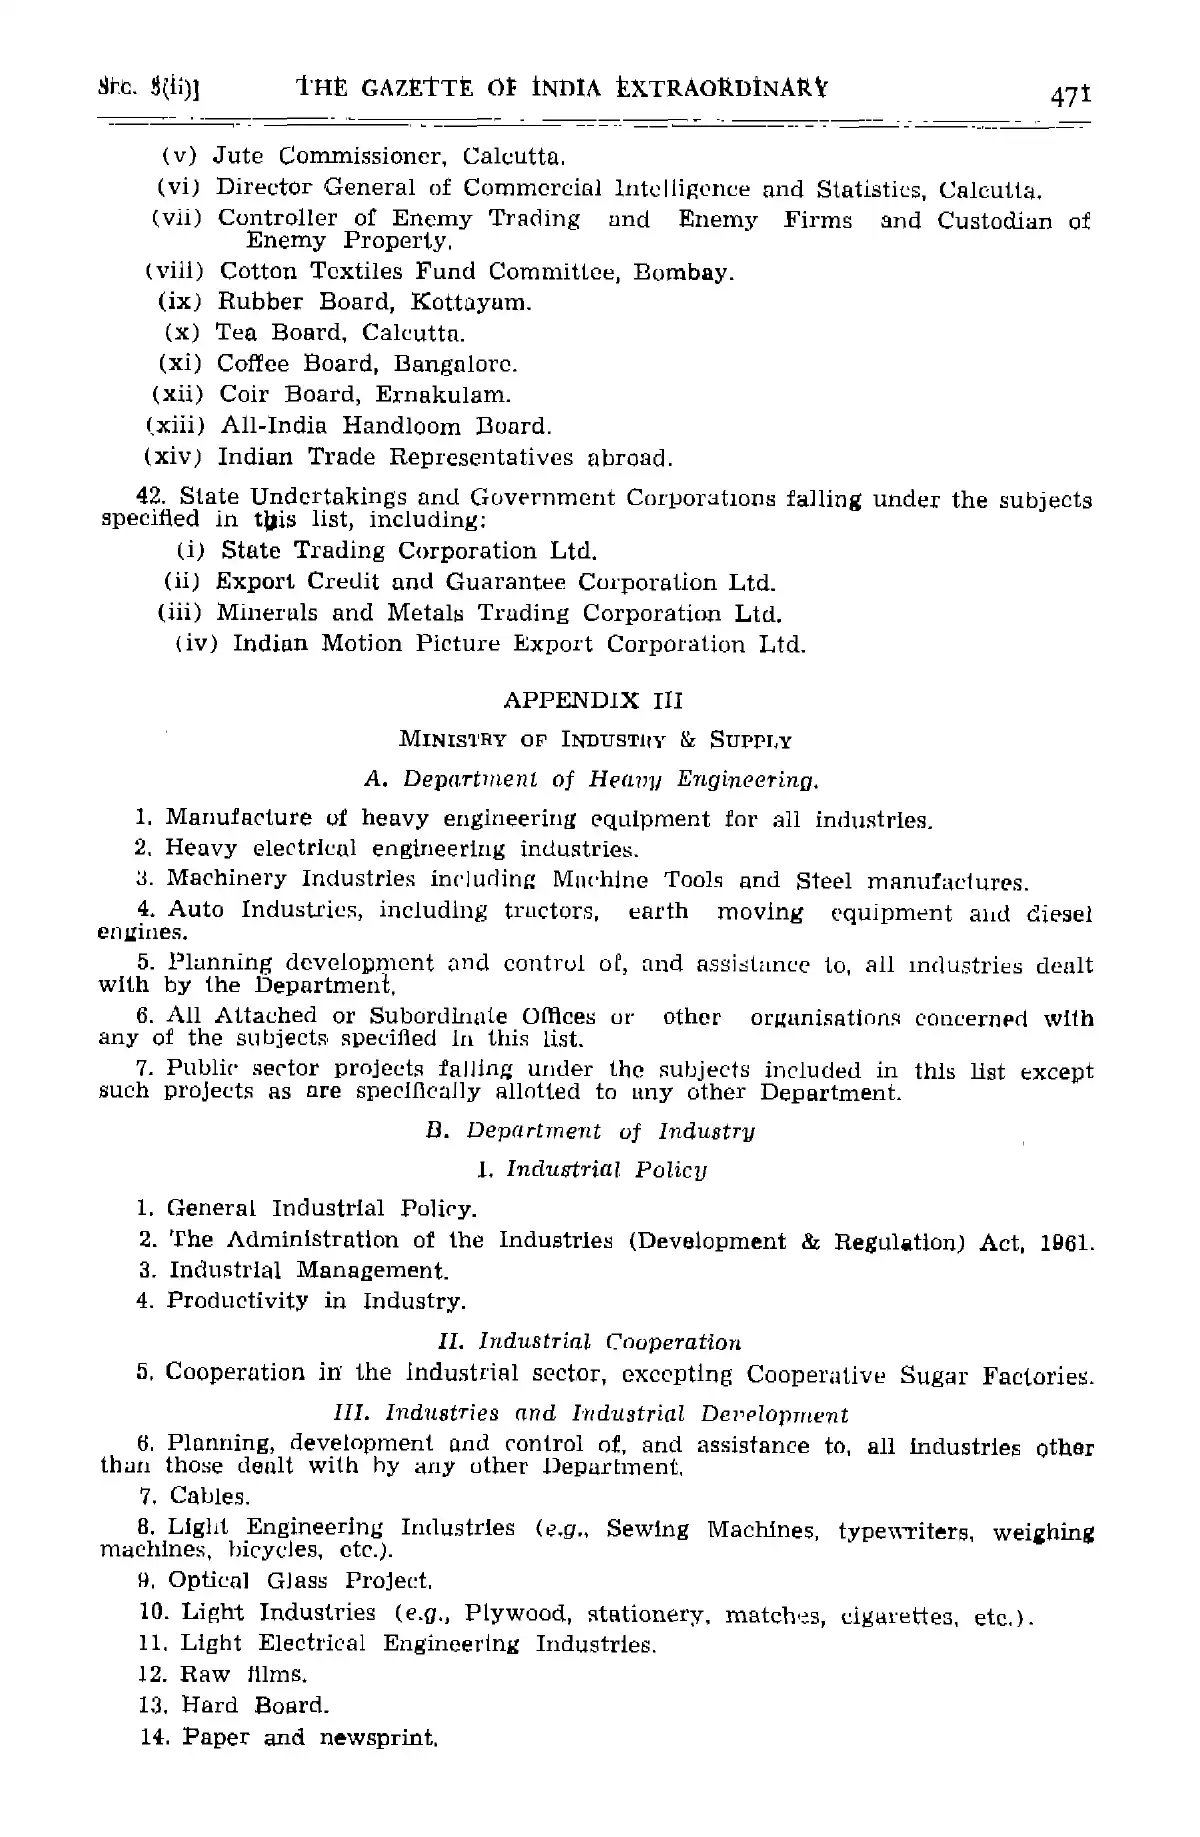 SEC. 3(ii)] THE GAZETTE OF INDIA EXTRAORDINARY 471
(v) Jute Commissioner, Calcutta.
(vi) Director General of Commercial Intelligence and Statistics, Calcutta.
(vii) Controller of Enemy Trading and Enemy Firms and Custodian of
Enemy Property.
(viii) Cotton Textiles Fund Committee, Bombay.
(ix) Rubber Board, Kottayam.
(x) Tea Board, Calcutta.
(xi) Coffee Board, Bangalore.
(xii) Coir Board, Ernakulam.
(xiii) All-India Handloom Board.
(xiv) Indian Trade Representatives abroad.
42. State Undertakings and Government Corporations falling under the subjects
specified in this list, including:
(i) State Trading Corporation Ltd.
(ii) Export Credit and Guarantee Corporation Ltd.
(iii) Minerals and Metals Trading Corporation Ltd.
(iv) Indian Motion Picture Export Corporation Ltd.
APPENDIX III
MINISTRY OF INDUSTRY & SUPPLY
A. Department of Heavy Engineering.
1. Manufacture of heavy engineering equipment for all industries.
2. Heavy electrical engineering industries.
3. Machinery Industries including Machine Tools and Steel manufactures.
4. Auto Industries, including tractors, earth moving equipment and diesel
engines.
5. Planning development and control of, and assistance to, all industries dealt
with by the Department.
6. All Attached or Subordinate Offices or other organisations concerned with
any of the subjects specified in this list.
7. Public sector projects falling under the subjects included in this list except
such projects as are specifically allotted to any other Department.
B. Department of Industry
I. Industrial Policy
1. General Industrial Policy.
2. The Administration of the Industries (Development & Regulation) Act, 1961.
3. Industrial Management.
4. Productivity in Industry.
II. Industrial Cooperation
5. Cooperation in the industrial sector, excepting Cooperative Sugar Factories.
III. Industries and Industrial Development
6. Planning, development and control of, and assistance to, all industries other
than those dealt with by any other Department.
7. Cables.
8. Light Engineering Industries (e.g., Sewing Machines, typewriters, weighing
machines, bicycles, etc.).
9. Optical Glass Project.
10. Light Industries (e.g., Plywood, stationery, matches, cigarettes, etc.).
11. Light Electrical Engineering Industries.
12. Raw films.
13. Hard Board.
14. Paper and newsprint.